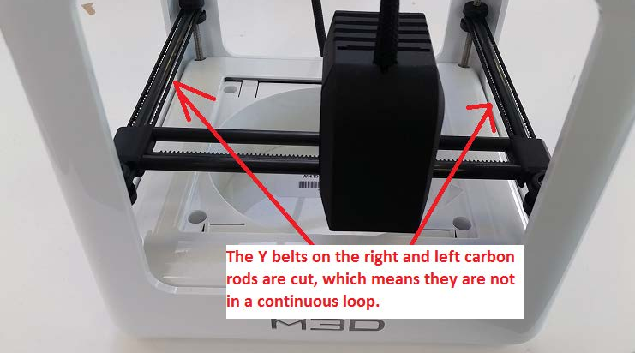 The Y belts on the right and left carbon
rods are cut, which means they are not
in a continuous loop.
M3D